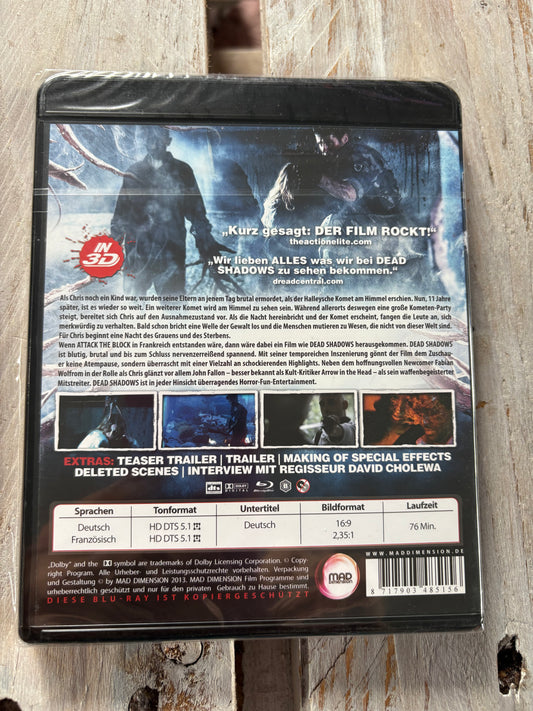 „Kurz gesagt: DER FILM ROCKT!“
theactionelite.com
„Wir lieben ALLES was wir bei DEAD
SHADOWS zu sehen bekommen.“
dreadcentral.com
IN
3D
Als Chris noch ein Kind war, wurden seine Eltern an jenem Tag brutal ermordet, als der Halleysche Komet am Himmel erschien. Nun, 11 Jahre
später, ist es wieder so weit. Ein weiterer Komet wird am Himmel zu sehen sein. Während allerorts deswegen eine große Kometen-Party
steigt, bereitet sich Chris auf den Ausnahmezustand vor. Als die Nacht hereinbricht und der Komet erscheint, fangen die Leute an, sich
merkwürdig zu verhalten. Bald schon bricht eine Welle der Gewalt los und die Menschen mutieren zu Wesen, die nicht von dieser Welt sind.
Für Chris beginnt eine Nacht des Grauens und des Sterbens.
Wenn ATTACK THE BLOCK in Frankreich entstanden wäre, dann wäre dabei ein Film wie DEAD SHADOWS herausgekommen. DEAD SHADOWS
ist blutig, brutal und bis zum Schluss nervenzerreißend spannend. Mit seiner temporeichen Inszenierung gönnt der Film dem Zuschau-
er keine Atempause, sondern überrascht mit einer Vielzahl an schockierenden Highlights. Neben dem hoffnungsvollen Newcomer Fabian
Wolfrom in der Rolle als Chris glänzt vor allem John Fallon – besser bekannt als Kult-Kritiker Arrow in the Head – als sein waffenbegeisterter
Mitstreiter. DEAD SHADOWS ist in jeder Hinsicht überragendes Horror-Fun-Entertainment.
EXTRAS: TEASER TRAILER | TRAILER | MAKING OF SPECIAL EFFECTS
DELETED SCENES | INTERVIEW MIT REGISSEUR DAVID CHOLEWA
dts DOLBY DIGITAL Blu-ray Disc B
Sprachen Tonformat Untertitel Bildformat Laufzeit
Deutsch HD DTS 5.1 Deutsch 16:9 76 Min.
Französisch HD DTS 5.1 2,35:1
„Dolby“ and the symbol are trademarks of Dolby Licensing Corporation. © Copy
right Program. Alle Urheber- und Leistungsschutzrechte vorbehalten. Verpackung
und Gestaltung © by MAD DIMENSION 2013. MAD DIMENSION Film Programme sind
urheberrechtlich geschützt und nur für den privaten Gebrauch zu Hause bestimmt.
DIESE BLU-RAY IST KOPIERGESCHÜTZT
MAD
DIMENSION
WWW.MADDIMENSION.DE
8 717903 485156